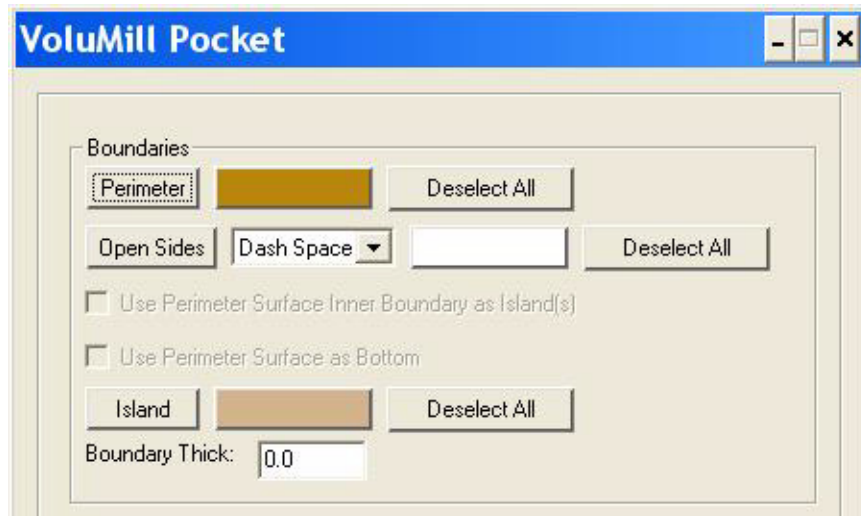 VoluMill Pocket
Boundaries
Perimeter Deselect All
Open Sides Dash Space Deselect All
Use Perimeter Surface Inner Boundary as Island(s)
Use Perimeter Surface as Bottom
Island Deselect All
Boundary Thick: 0.0